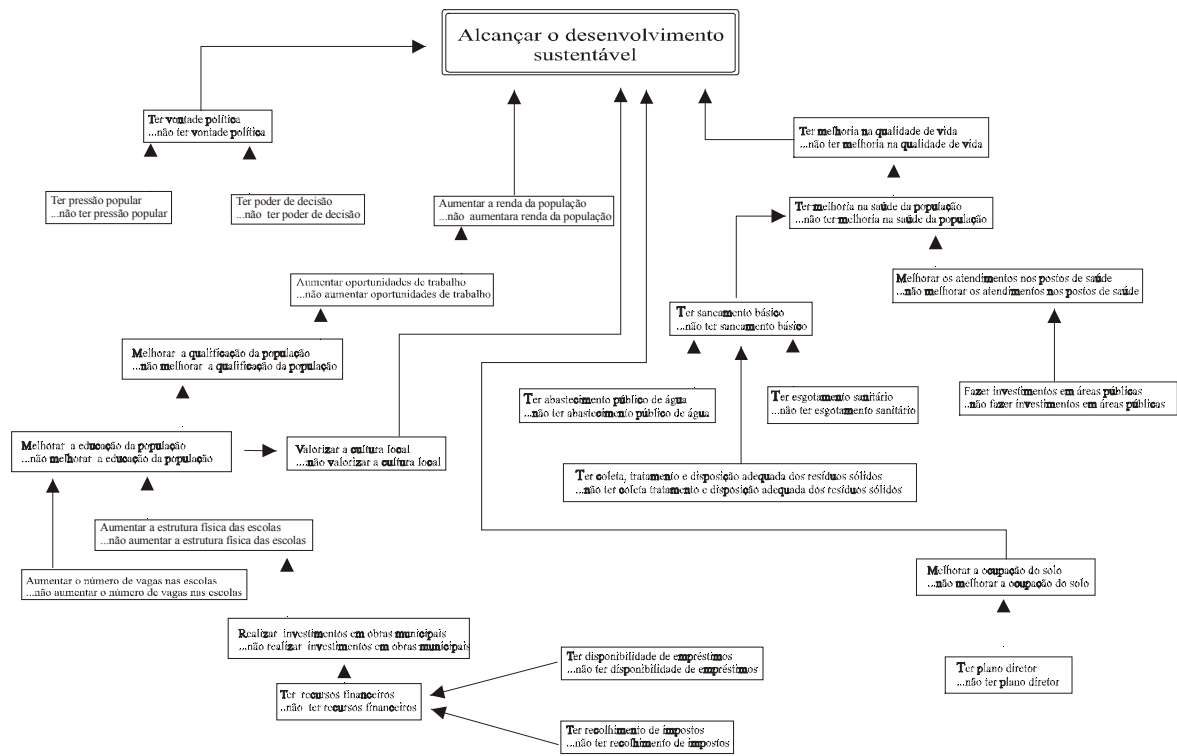 Alcançar o desenvolvimento
sustentável
Ter vontade política
...não ter vontade política
Ter melhoria na qualidade de vida
...não ter melhoria na qualidade de vida
Ter pressão popular
...não ter pressão popular
Ter poder de decisão
...não  ter poder de decisão
Aumentar a renda da população
...não  aumentara renda da população
Ter melhoria na saúde da população
...não ter melhoria na saúde da população
Aumentar oportunidades de trabalho
...não aumentar oportunidades de trabalho
Melhorar os atendimentos nos postos de saúde
...não melhorar os atendimentos nos postos de saúde
Ter saneamento básico
...não ter saneamento básico
Melhorar  a qualificação da população
...não melhorar  a qualificação da população
Ter abastecimento público de água
...não ter abastecimento público de água
Ter esgotamento sanitário
...não ter esgotamento sanitário
Fazer investimentos em áreas públicas
...não fazer investimentos em áreas públicas
Melhorar  a educação da população
...não melhorar  a educação da população
Valorizar a cultura local
....não valorizar a cultura local
Ter coleta, tratamento e disposição adequada dos resíduos sólidos
...não ter coleta tratamento e disposição adequada dos resíduos sólidos
Aumentar a estrutura física das escolas
...não aumentar a estrutura física das escolas
Aumentar o número de vagas nas escolas
...não aumentar o número de vagas nas escolas
Melhorar a ocupação do solo
...não melhorar a ocupação do solo
Realizar  investimentos em obras municipais
...não realizar  investimentos em obras municipais
Ter disponibilidade de empréstimos
...não ter disponibilidade de empréstimos
Ter plano diretor
...não ter plano diretor
Ter recursos financeiros
...não  ter recursos financeiros
Ter recolhimento de impostos
...não ter recolhimento de impostos